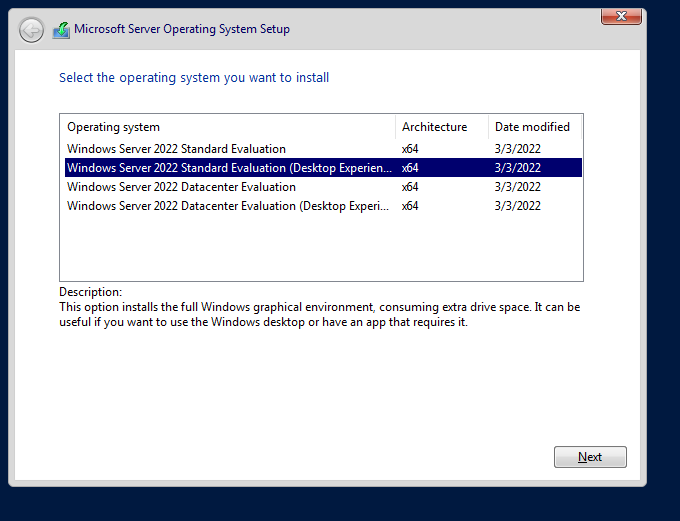 Microsoft Server Operating System Setup
Select the operating system you want to install
Operating system Architecture Date modified
Windows Server 2022 Standard Evaluation x64 3/3/2022
Windows Server 2022 Standard Evaluation (Desktop Experien... x64 3/3/2022
Windows Server 2022 Datacenter Evaluation x64 3/3/2022
Windows Server 2022 Datacenter Evaluation (Desktop Experi... x64 3/3/2022
Description:
This option installs the full Windows graphical environment, consuming extra drive space. It can be
useful if you want to use the Windows desktop or have an app that requires it.
Next